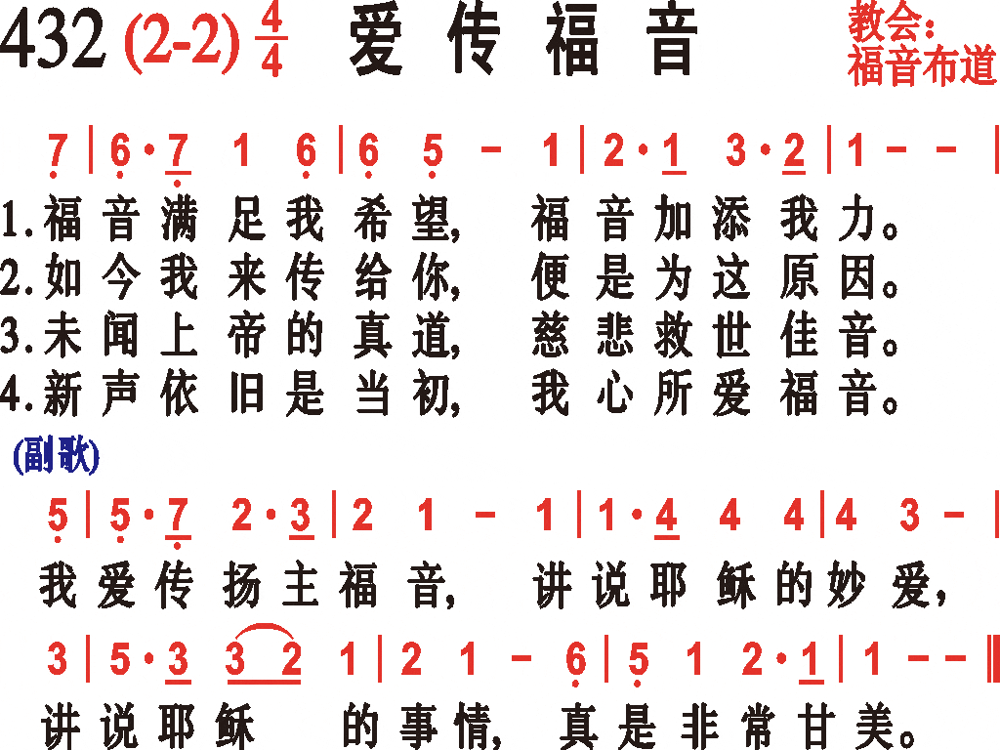 432 (2-2) 4/4 爱传福音 教会:
福音布道
7 | 6 · 7 1 6 | 6 5 － 1 | 2 · 1 3 · 2 | 1 － － |
1.福音满足我希望, 福音加添我力。
2.如今我来传给你, 便是为这原因。
3.未闻上帝的真道, 慈悲救世佳音。
4.新声依旧是当初, 我心所爱福音。
(副歌)
5 | 5 · 7 2 · 3 | 2 1 － 1 | 1 · 4 4 4 | 4 3 － |
我爱传扬主福音, 讲说耶稣的妙爱,
3 | 5 · 3 3 2 1 | 2 1 － 6 | 5 1 2 · 1 | 1 － － ‖
讲说耶稣 的事情, 真是非常甘美。